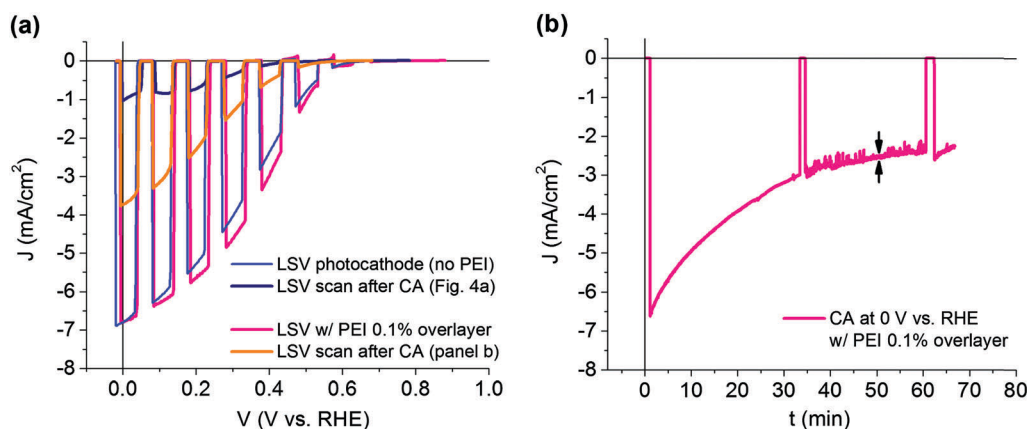 (a)
0
-1
-2
-3
-4
-5
-6
-7
-8
J (mA/cm²)
0.0 0.2 0.4 0.6 0.8 1.0
V (V vs. RHE)
LSV photocathode (no PEI)
LSV scan after CA (Fig. 4a)
LSV w/ PEI 0.1% overlayer
LSV scan after CA (panel b)
(b)
0
-1
-2
-3
-4
-5
-6
-7
-8
J (mA/cm²)
0 10 20 30 40 50 60 70 80
t (min)
CA at 0 V vs. RHE
w/ PEI 0.1% overlayer